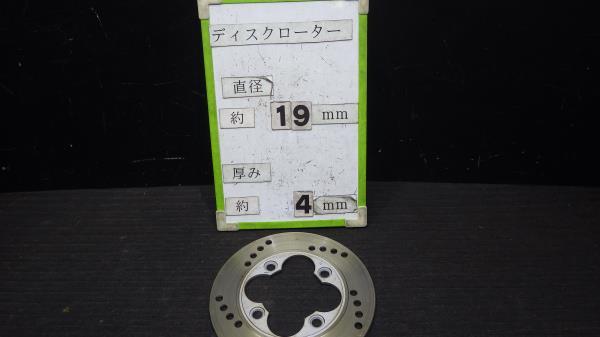 ディスクローター
直径
約 19 mm
厚み
約 4 mm